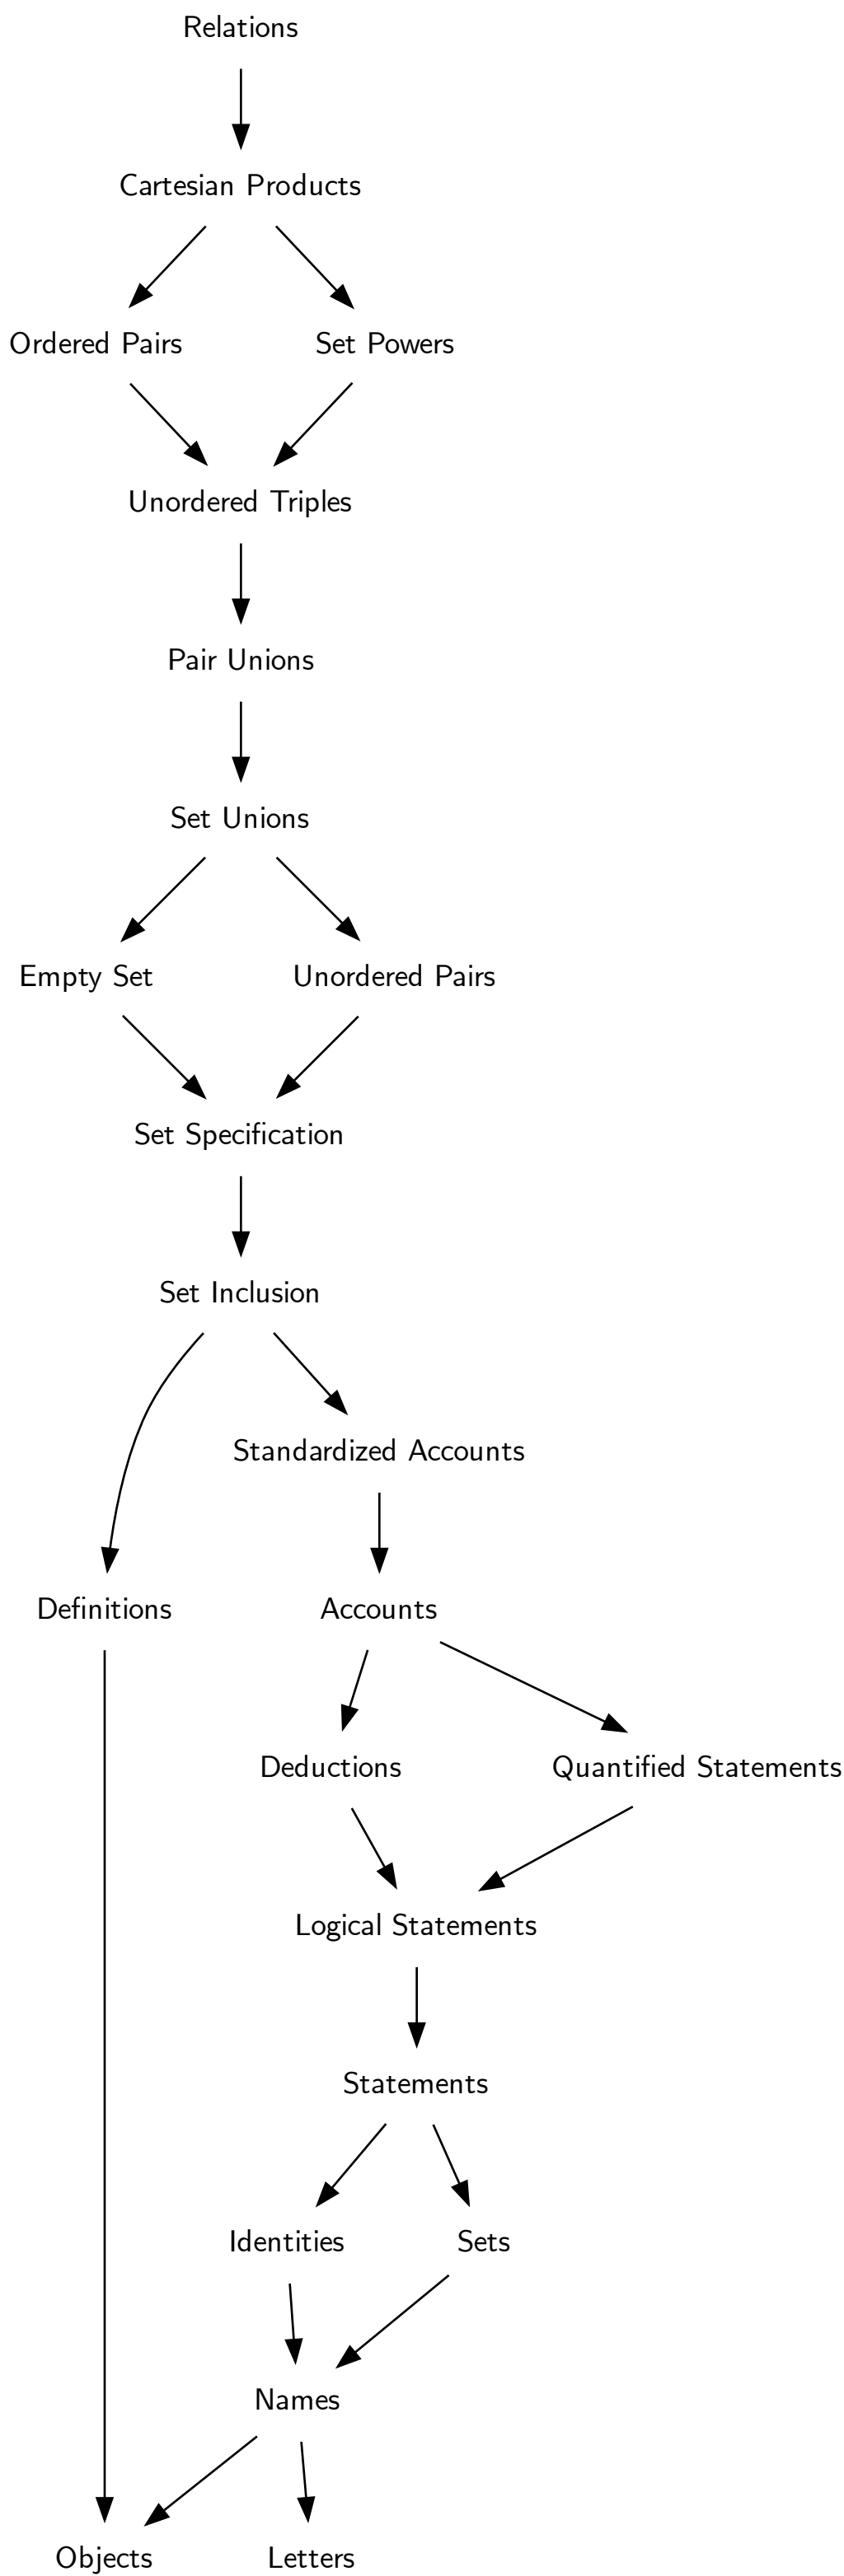 Relations
Cartesian Products
Ordered Pairs
Set Powers
Unordered Triples
Pair Unions
Set Unions
Empty Set
Unordered Pairs
Set Specification
Set Inclusion
Standardized Accounts
Definitions
Accounts
Deductions
Quantified Statements
Logical Statements
Statements
Identities
Sets
Names
Objects
Letters